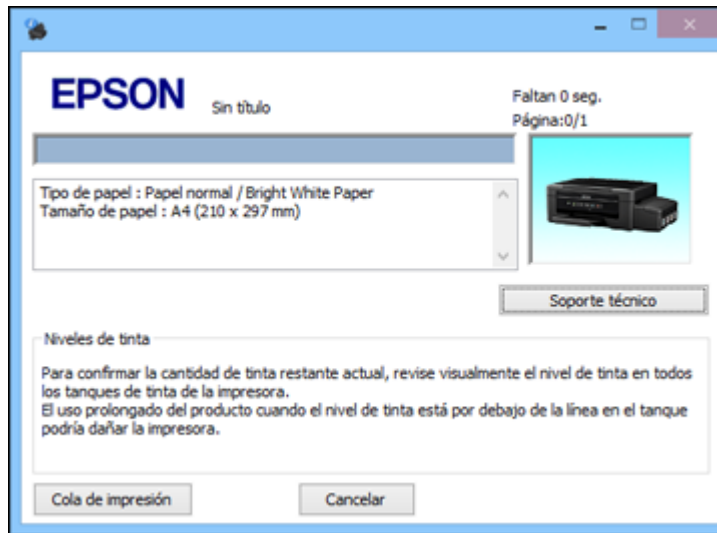 EPSON
Sin título
Faltan 0 seg.
Página:0/1
Tipo de papel : Papel normal / Bright White Paper
Tamaño de papel : A4 (210 x 297 mm)
Soporte técnico
Niveles de tinta
Para confirmar la cantidad de tinta restante actual, revise visualmente el nivel de tinta en todos
los tanques de tinta de la impresora.
El uso prolongado del producto cuando el nivel de tinta está por debajo de la línea en el tanque
podría dañar la impresora.
Cola de impresión
Cancelar